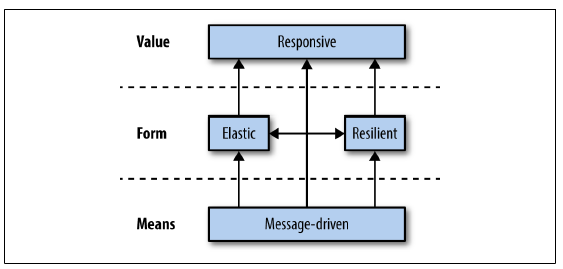 Value
Responsive
Form
Elastic
Resilient
Means
Message-driven